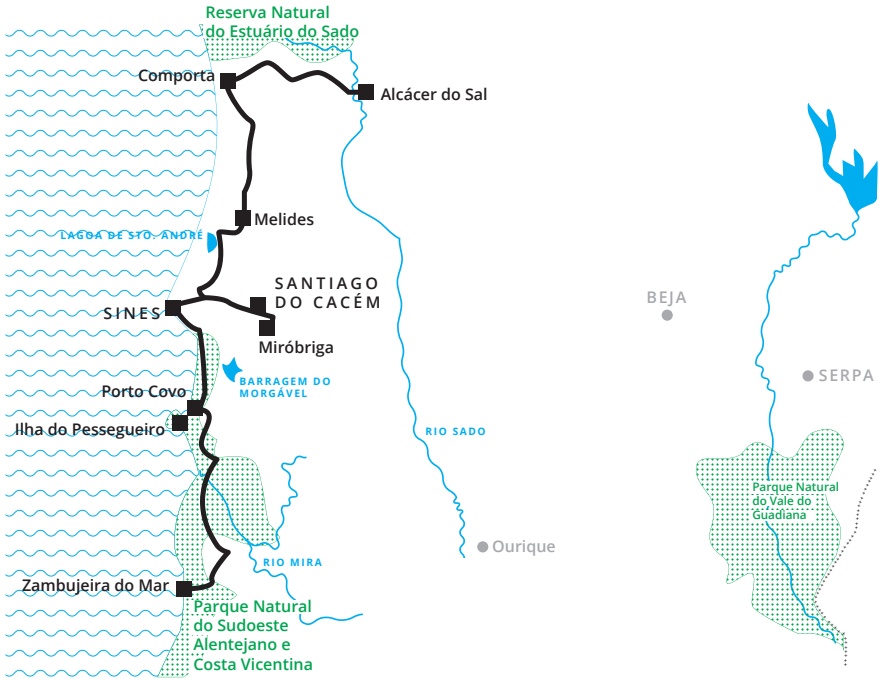 Reserva Natural
do Estuário do Sado
Comporta
Alcácer do Sal
Melides
LAGOA DE STO. ANDRÉ
SANTIAGO
DO CACÉM
SINES
BEJA
Miróbriga
BARRAGEM DO
MORGÁVEL
SERPA
Porto Covo
Ilha do Pessegueiro
RIO SADO
Parque Natural
do Vale do
Guadiana
Ourique
RIO MIRA
Zambujeira do Mar
Parque Natural
do Sudoeste
Alentejano e
Costa Vicentina